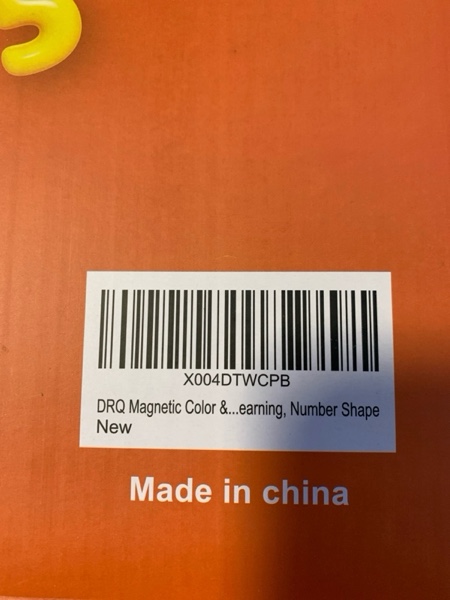 X004DTWCPB
DRQ Magnetic Color &...earning, Number Shape
New
Made in china